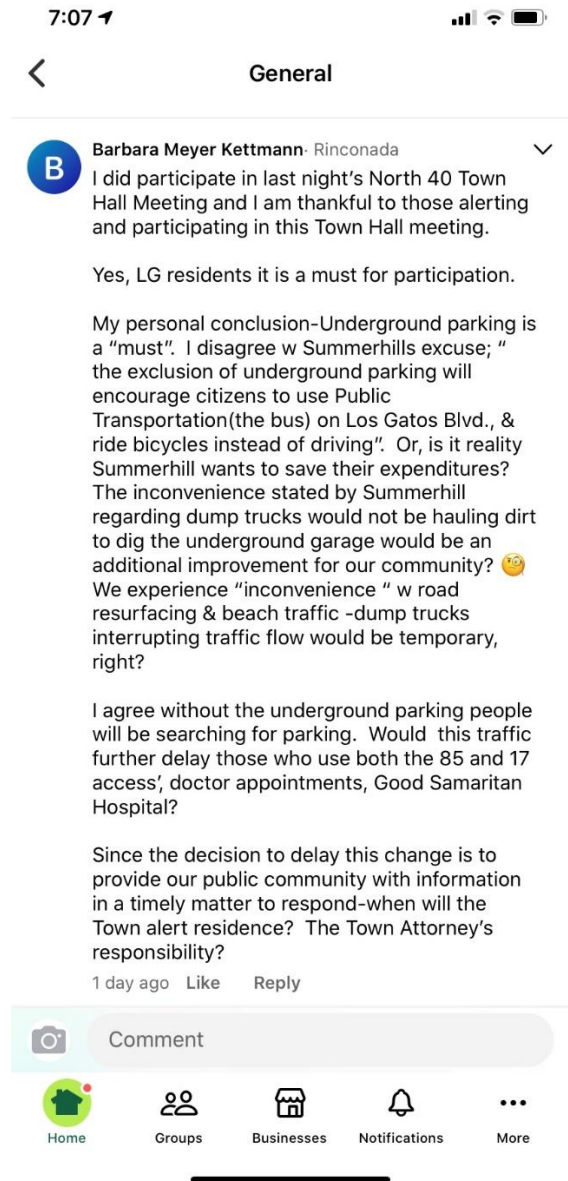 7:07
General
B
Barbara Meyer Kettmann· Rinconada
I did participate in last night’s North 40 Town
Hall Meeting and I am thankful to those alerting
and participating in this Town Hall meeting.
Yes, LG residents it is a must for participation.
My personal conclusion-Underground parking is
a “must”.  I disagree w Summerhills excuse; “
the exclusion of underground parking will
encourage citizens to use Public
Transportation(the bus) on Los Gatos Blvd., &
ride bicycles instead of driving”.  Or, is it reality
Summerhill wants to save their expenditures?
The inconvenience stated by Summerhill
regarding dump trucks would not be hauling dirt
to dig the underground garage would be an
additional improvement for our community? 🧐
We experience “inconvenience “ w road
resurfacing & beach traffic -dump trucks
interrupting traffic flow would be temporary,
right?
I agree without the underground parking people
will be searching for parking.  Would  this traffic
further delay those who use both the 85 and 17
access’, doctor appointments, Good Samaritan
Hospital?
Since the decision to delay this change is to
provide our public community with information
in a timely matter to respond-when will the
Town alert residence?  The Town Attorney’s
responsibility?
1 day ago Like Reply
Comment
Home Groups Businesses Notifications More